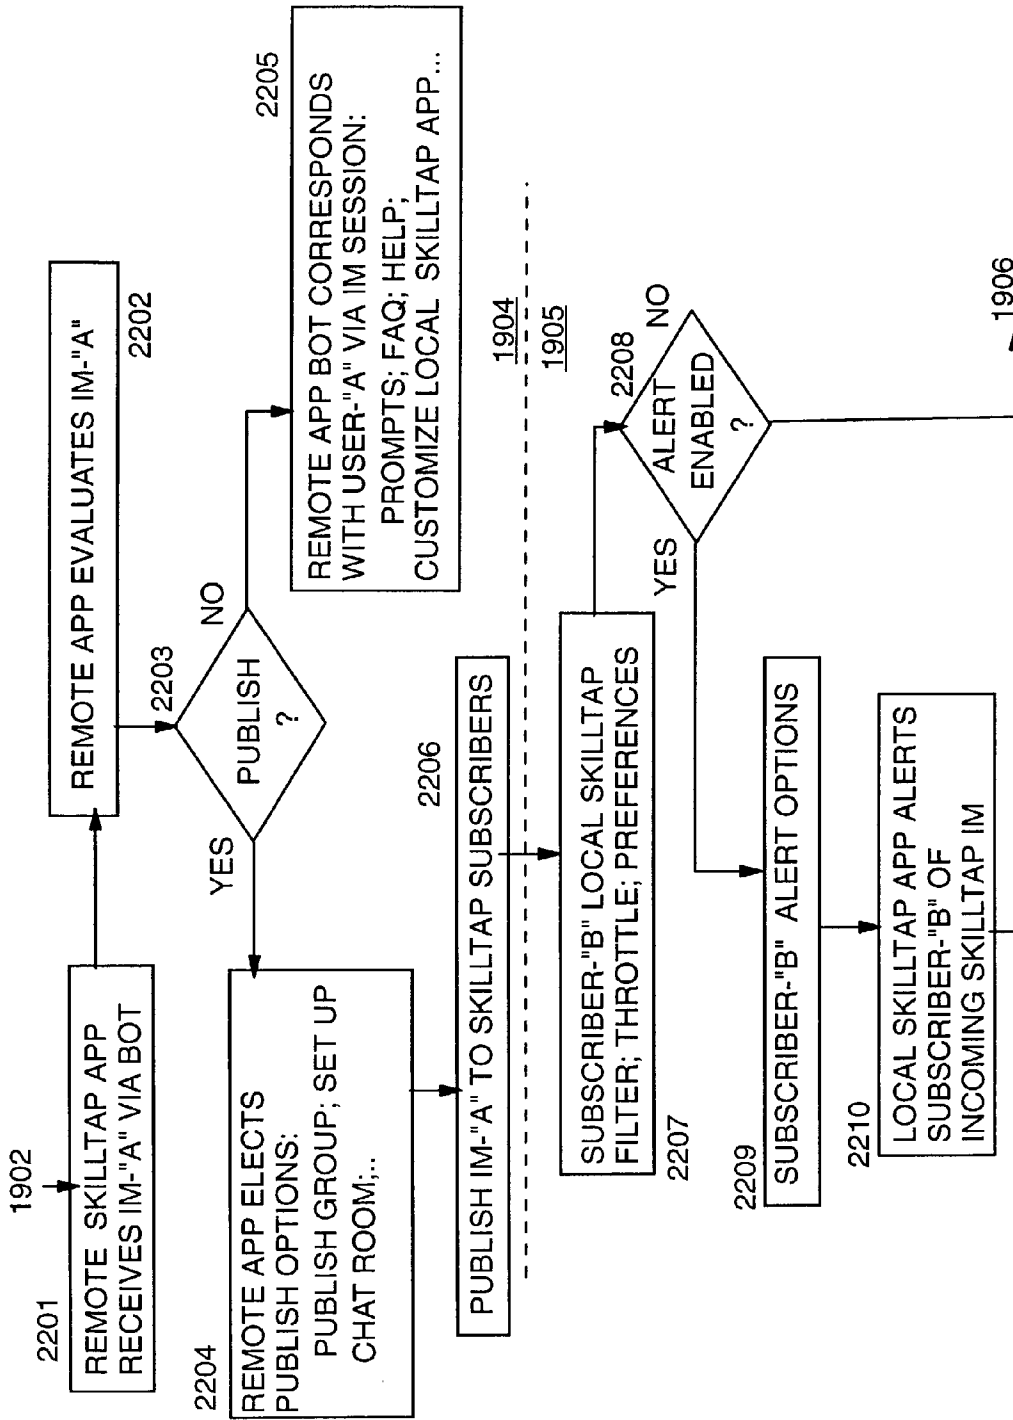 1902
2201
REMOTE SKILLTAP APP
RECEIVES IM-"A" VIA BOT
REMOTE APP EVALUATES IM-"A"
2202
2203
PUBLISH
?
YES
NO
2204
REMOTE APP ELECTS
PUBLISH OPTIONS:
PUBLISH GROUP; SET UP
CHAT ROOM;..
2205
REMOTE APP BOT CORRESPONDS
WITH USER-"A" VIA IM SESSION:
PROMPTS; FAQ; HELP;
CUSTOMIZE LOCAL SKILLTAP APP...
2206
PUBLISH IM-"A" TO SKILLTAP SUBSCRIBERS
1904
1905
SUBSCRIBER-"B" LOCAL SKILLTAP
FILTER; THROTTLE; PREFERENCES
2207
2208
ALERT
ENABLED
?
YES
NO
2209
SUBSCRIBER-"B" ALERT OPTIONS
2210
LOCAL SKILLTAP APP ALERTS
SUBSCRIBER-"B" OF
INCOMING SKILLTAP IM
1906